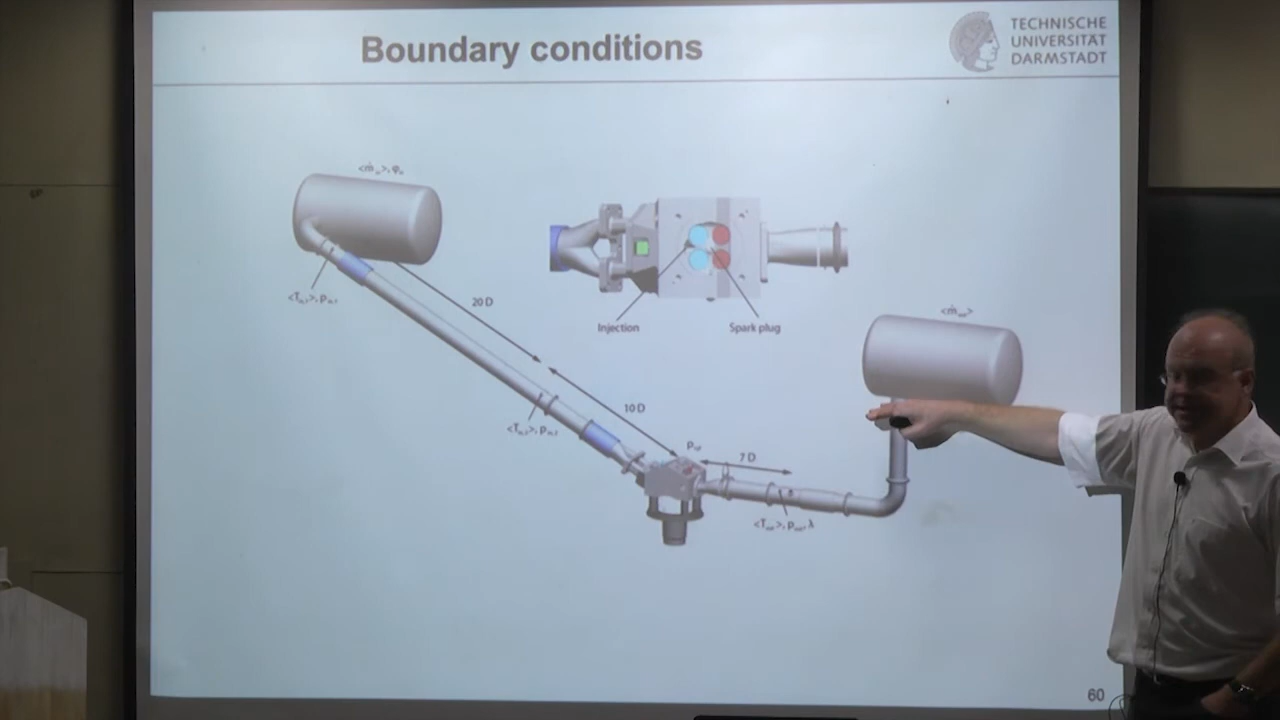 Boundary conditions
TECHNISCHE
UNIVERSITÄT
DARMSTADT
20 D
Injection
Spark plug
10 D
7 D
60